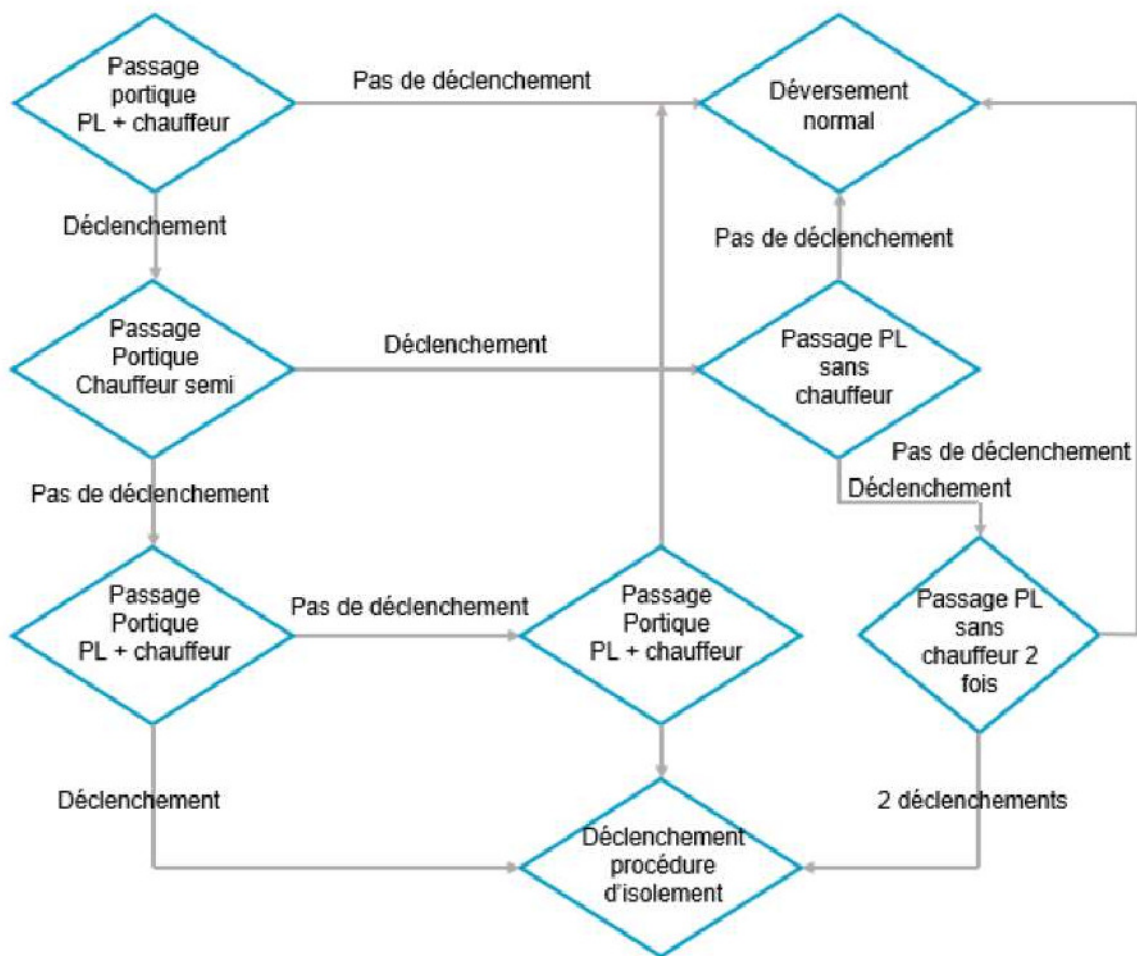 Passage
portique
PL + chauffeur
Pas de déclenchement
Déversement
normal
Déclenchement
Pas de déclenchement
Passage
Portique
Chauffeur semi
Déclenchement
Passage PL
sans
chauffeur
Pas de déclenchement
Pas de déclenchement
Déclenchement
Passage
Portique
PL + chauffeur
Pas de déclenchement
Passage
Portique
PL + chauffeur
Passage PL
sans
chauffeur 2
fois
Déclenchement
2 déclenchements
Déclenchement
procédure
d'isolement